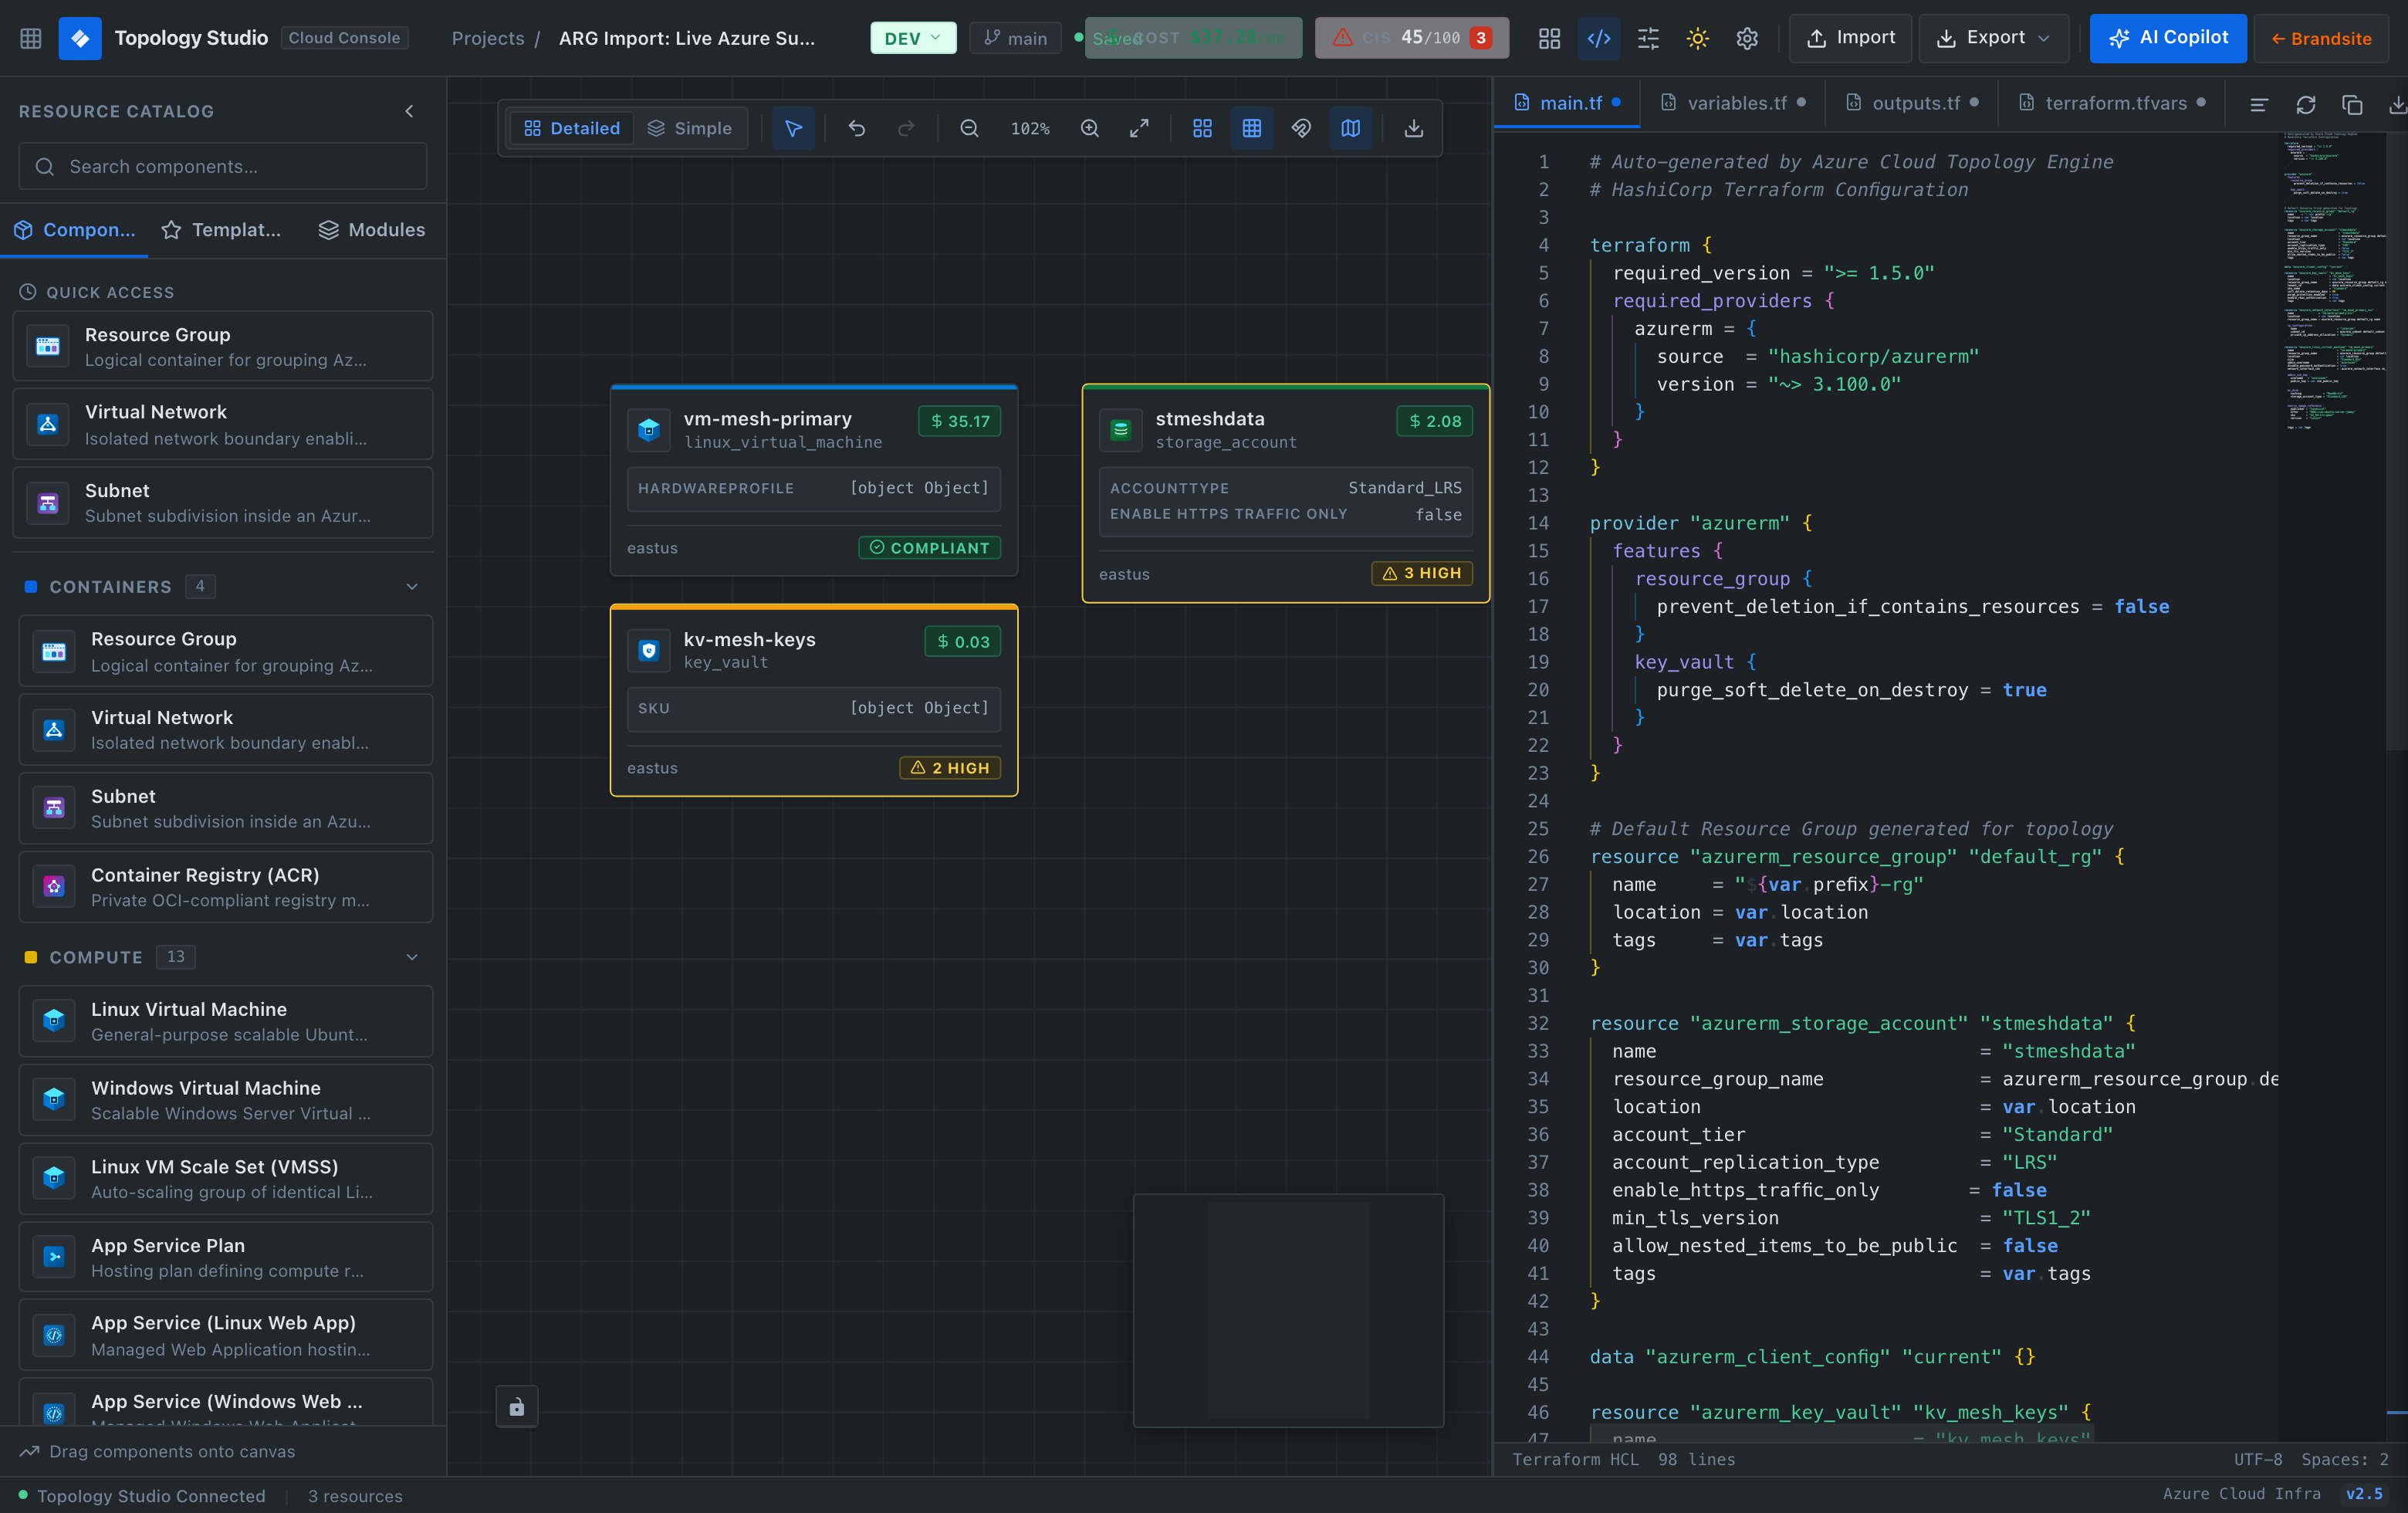 Topology Studio
Cloud Console
Projects /
ARG Import: Live Azure Su...
DEV
main
Saved
COST $37.28
CIS 45/100 3
Import
Export
AI Copilot
← Brandsite
RESOURCE CATALOG
Search components...
Compon...
Templat...
Modules
QUICK ACCESS
Resource Group
Logical container for grouping Az...
Virtual Network
Isolated network boundary enabli...
Subnet
Subnet subdivision inside an Azur...
CONTAINERS 4
Resource Group
Logical container for grouping Az...
Virtual Network
Isolated network boundary enabl...
Subnet
Subnet subdivision inside an Azu...
Container Registry (ACR)
Private OCI-compliant registry m...
COMPUTE 13
Linux Virtual Machine
General-purpose scalable Ubunt...
Windows Virtual Machine
Scalable Windows Server Virtual ...
Linux VM Scale Set (VMSS)
Auto-scaling group of identical Li...
App Service Plan
Hosting plan defining compute r...
App Service (Linux Web App)
Managed Web Application hostin...
App Service (Windows Web ...
Managed Windows Web Applicat...
Drag components onto canvas
Detailed
Simple
102%
vm-mesh-primary
linux_virtual_machine
$ 35.17
HARDWAREPROFILE [object Object]
eastus
COMPLIANT
stmeshdata
storage_account
$ 2.08
ACCOUNTTYPE Standard_LRS
ENABLE HTTPS TRAFFIC ONLY false
eastus
3 HIGH
kv-mesh-keys
key_vault
$ 0.03
SKU [object Object]
eastus
2 HIGH
main.tf
variables.tf
outputs.tf
terraform.tfvars
1 # Auto-generated by Azure Cloud Topology Engine
2 # HashiCorp Terraform Configuration
3
4 terraform {
5 required_version = ">= 1.5.0"
6 required_providers {
7 azurerm = {
8 source  = "hashicorp/azurerm"
9 version = "~> 3.100.0"
10 }
11 }
12 }
13
14 provider "azurerm" {
15 features {
16 resource_group {
17 prevent_deletion_if_contains_resources = false
18 }
19 key_vault {
20 purge_soft_delete_on_destroy = true
21 }
22 }
23 }
24
25 # Default Resource Group generated for topology
26 resource "azurerm_resource_group" "default_rg" {
27 name     = "${var.prefix}-rg"
28 location = var.location
29 tags     = var.tags
30 }
31
32 resource "azurerm_storage_account" "stmeshdata" {
33 name = "stmeshdata"
34 resource_group_name = azurerm_resource_group.de
35 location = var.location
36 account_tier = "Standard"
37 account_replication_type = "LRS"
38 enable_https_traffic_only = false
39 min_tls_version = "TLS1_2"
40 allow_nested_items_to_be_public = false
41 tags = var.tags
42 }
43
44 data "azurerm_client_config" "current" {}
45
46 resource "azurerm_key_vault" "kv_mesh_keys" {
47 name = "kv_mesh_keys"
Terraform HCL 98 lines
UTF-8 Spaces: 2
Topology Studio Connected
3 resources
Azure Cloud Infra v2.5